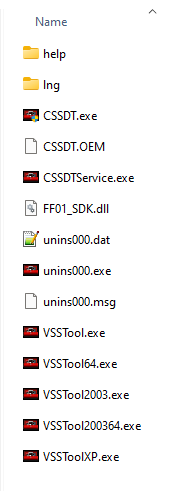 Name
help
lng
CSSDT.exe
CSSDT.OEM
CSSDTService.exe
FF01_SDK.dll
unins000.dat
unins000.exe
unins000.msg
VSSTool.exe
VSSTool64.exe
VSSTool2003.exe
VSSTool200364.exe
VSSToolXP.exe